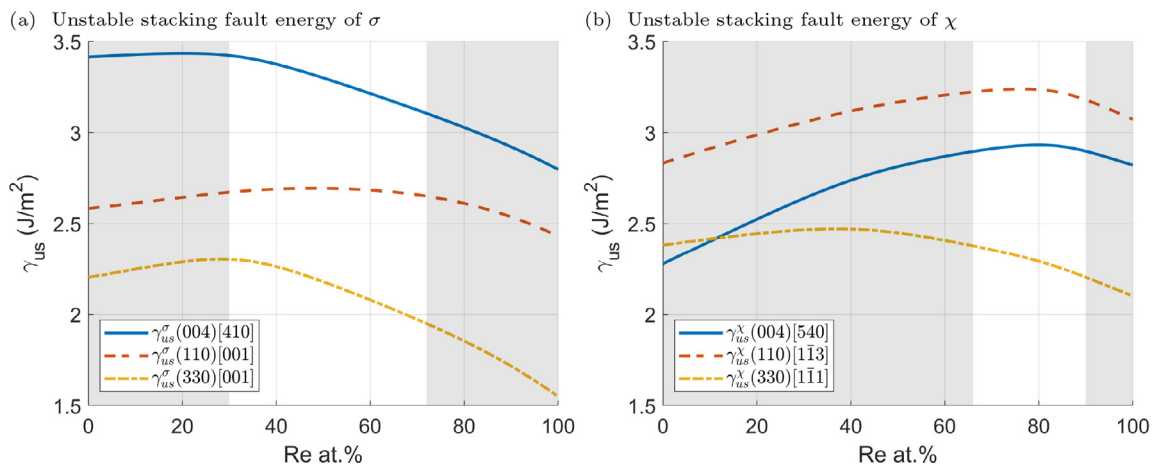 (a) Unstable stacking fault energy of σ
3.5
3
2.5
2
1.5
γus (J/m²)
γσus(004)[410]
γσus(110)[001]
γσus(330)[001]
0 20 40 60 80 100
Re at.%
(b) Unstable stacking fault energy of χ
3.5
3
2.5
2
1.5
γus (J/m²)
γχus(004)[540]
γχus(110)[11̄3]
γχus(330)[11̄1]
0 20 40 60 80 100
Re at.%